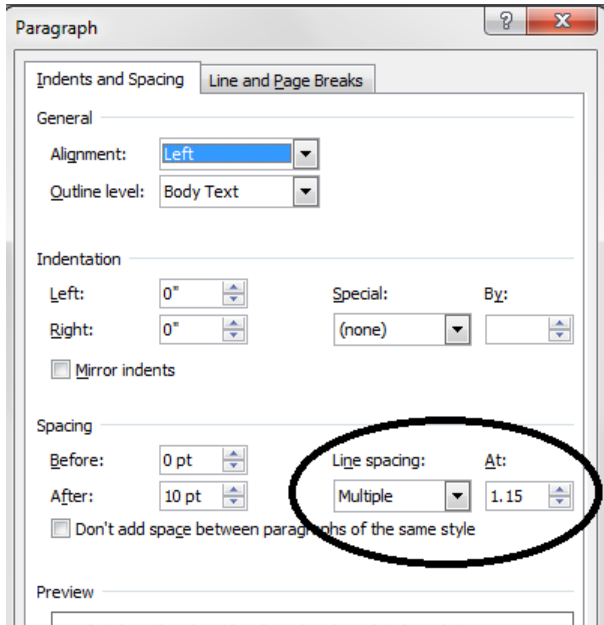 Paragraph
Indents and Spacing Line and Page Breaks
General
Alignment: Left
Outline level: Body Text
Indentation
Left: 0" Special: By:
Right: 0" (none)
Mirror indents
Spacing
Before: 0 pt Line spacing: At:
After: 10 pt Multiple 1.15
Don't add space between paragraphs of the same style
Preview